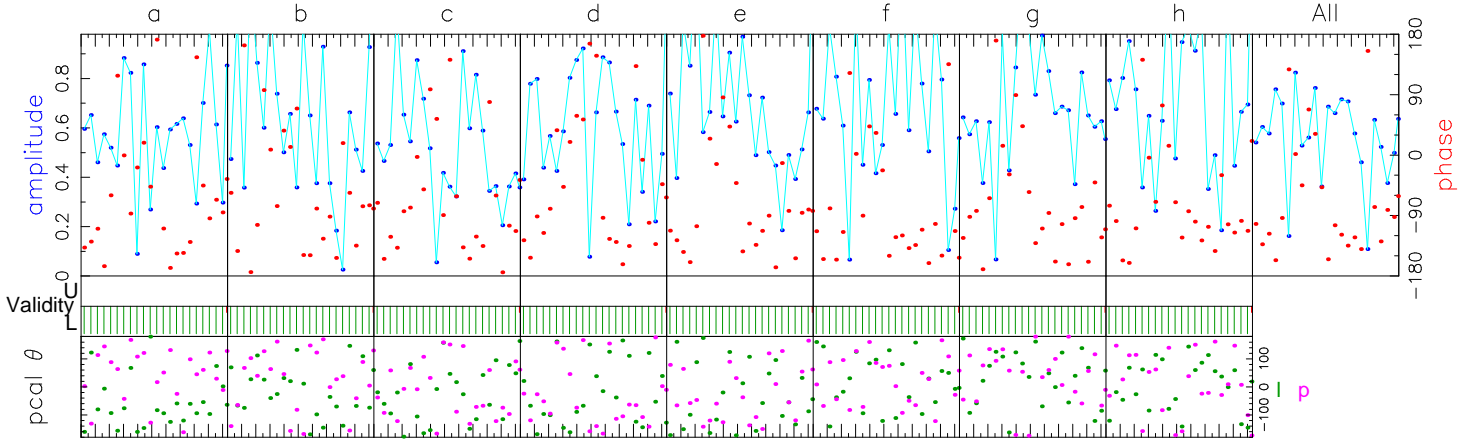 a b c d e f g h All
amplitude
0 0.2 0.4 0.6 0.8
180 90 0 −90 −180
phase
U
Validity
L
pcal θ
100 0 −100
l p